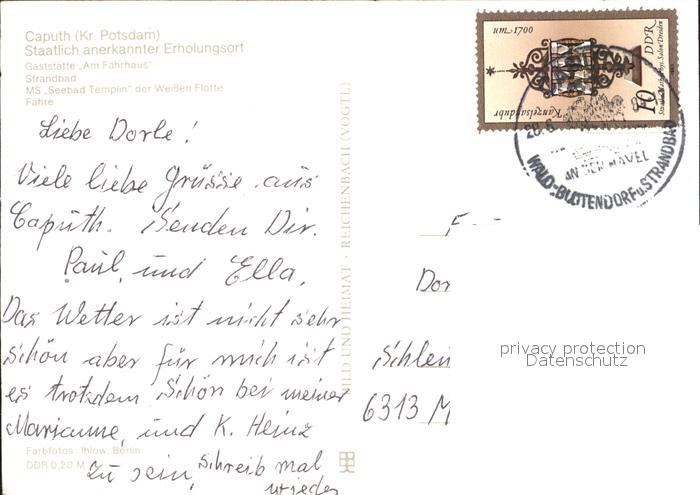 Caputh (Kr. Potsdam)
Staatlich anerkannter Erholungsort
Gaststätte „Am Fährhaus"
Strandbad
MS „Seebad Templin" der Weißen Flotte
Fähre
Liebe Dorle!
Viele liebe Grüsse aus
Caputh. Senden Dir.
Paul, und Ella,
Das Wetter ist nicht sehr
schön aber für mich ist
es trotzdem schön bei meiner
Marianne, und K. Heinz
zu sein, schreib mal
wieder
Farbfotos: Ihlow, Berlin
DDR 0,20 M
BILD UND HEIMAT · REICHENBACH (VOGTL)
um 1700
Kanzelsanduhr
DDR
10
WALD-BLÜTENDORF u. STRANDBAD
AN DER HAVEL
Dor
Schlei
6313 M
privacy protection
Datenschutz